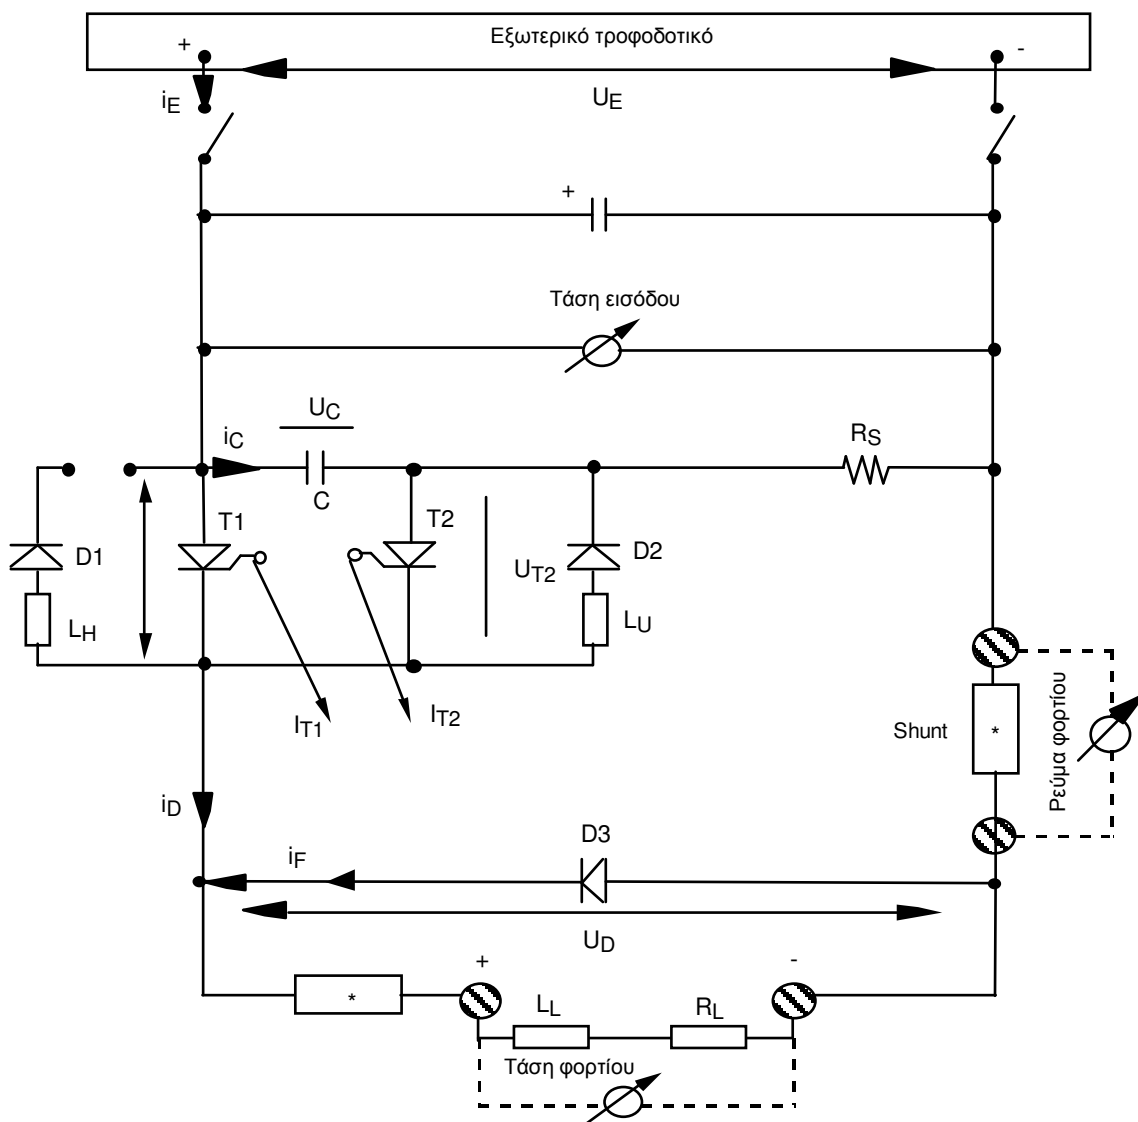 Εξωτερικό τροφοδοτικό
+
-
iE
UE
+
Τάση εισόδου
UC
iC
RS
C
T1
T2
D1
D2
UT2
LH
LU
IT1
IT2
Shunt
*
Ρεύμα φορτίου
iD
D3
iF
UD
+
-
*
LL
RL
Τάση φορτίου